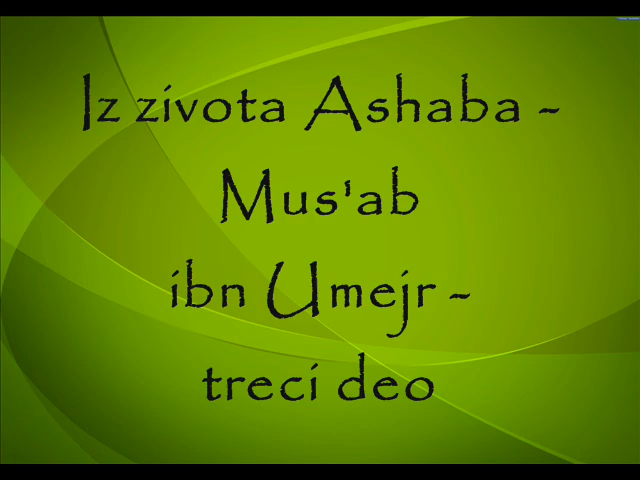 Iz zivota Ashaba -
Mus'ab
ibn Umejr -
treci deo